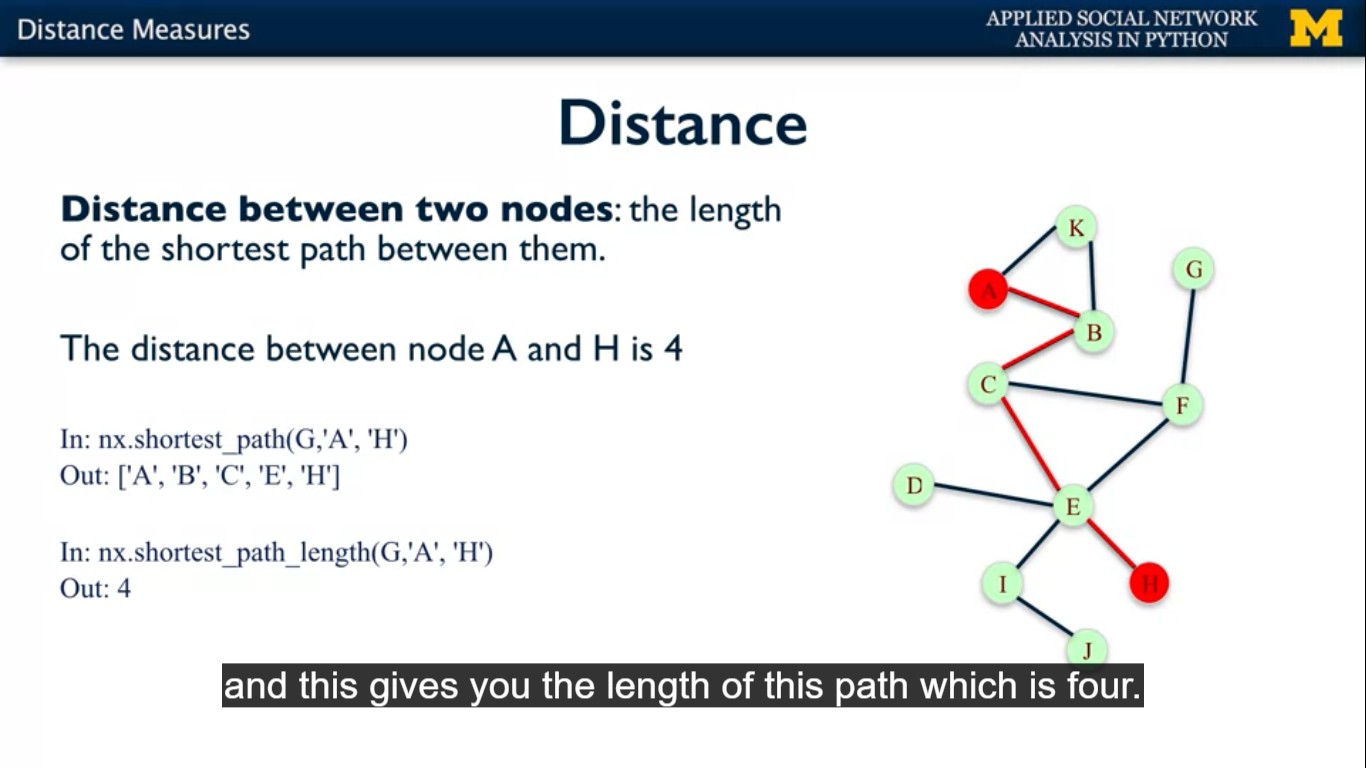 Distance Measures
APPLIED SOCIAL NETWORK
ANALYSIS IN PYTHON
M
Distance
Distance between two nodes: the length
of the shortest path between them.
The distance between node A and H is 4
In: nx.shortest_path(G,'A', 'H')
Out: ['A', 'B', 'C', 'E', 'H']
In: nx.shortest_path_length(G,'A', 'H')
Out: 4
K
G
A
B
C
F
D
E
I
H
J
and this gives you the length of this path which is four.